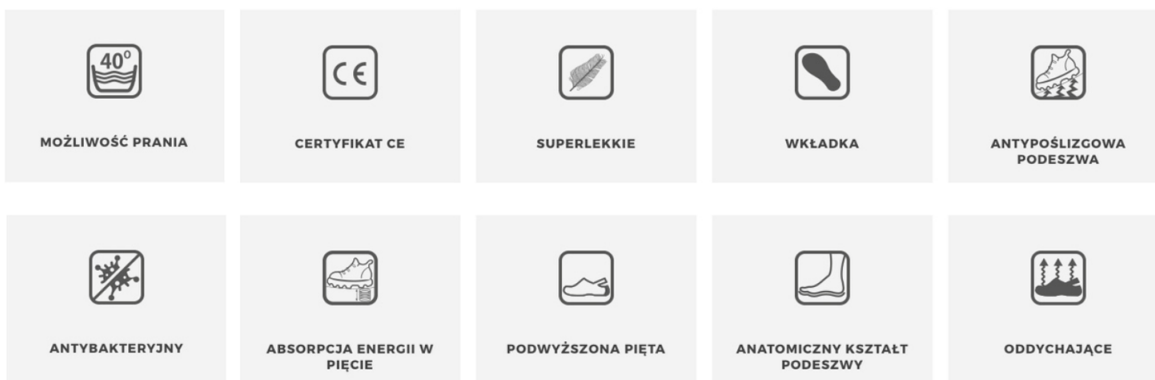 40°
CE
MOŻLIWOŚĆ PRANIA
CERTYFIKAT CE
SUPERLEKKIE
WKŁADKA
ANTYPOŚLIZGOWA
PODESZWA
ANTYBAKTERYJNY
ABSORPCJA ENERGII W
PIĘCIE
PODWYŻSZONA PIĘTA
ANATOMICZNY KSZTAŁT
PODESZWY
ODDYCHAJĄCE